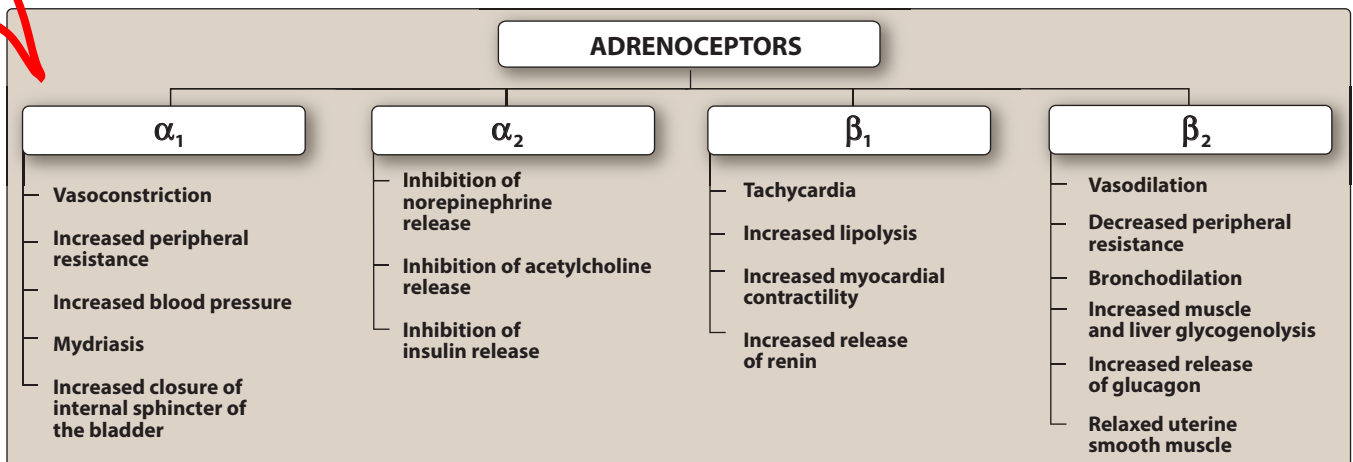 ADRENOCEPTORS
α1
Vasoconstriction
Increased peripheral
resistance
Increased blood pressure
Mydriasis
Increased closure of
internal sphincter of
the bladder
α2
Inhibition of
norepinephrine
release
Inhibition of acetylcholine
release
Inhibition of
insulin release
β1
Tachycardia
Increased lipolysis
Increased myocardial
contractility
Increased release
of renin
β2
Vasodilation
Decreased peripheral
resistance
Bronchodilation
Increased muscle
and liver glycogenolysis
Increased release
of glucagon
Relaxed uterine
smooth muscle